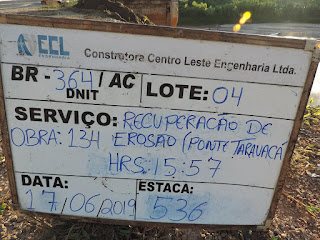 CCL
ENGENHARIA
Construtora Centro Leste Engenharia Ltda.
BR-364/AC
DNIT
LOTE: 04
SERVIÇO: RECUPERAÇÃO DE
OBRA: 134 EROSÃO (PONTE TARAUACÁ
HRS: 15:57
DATA:
17/06/2019
ESTACA:
536